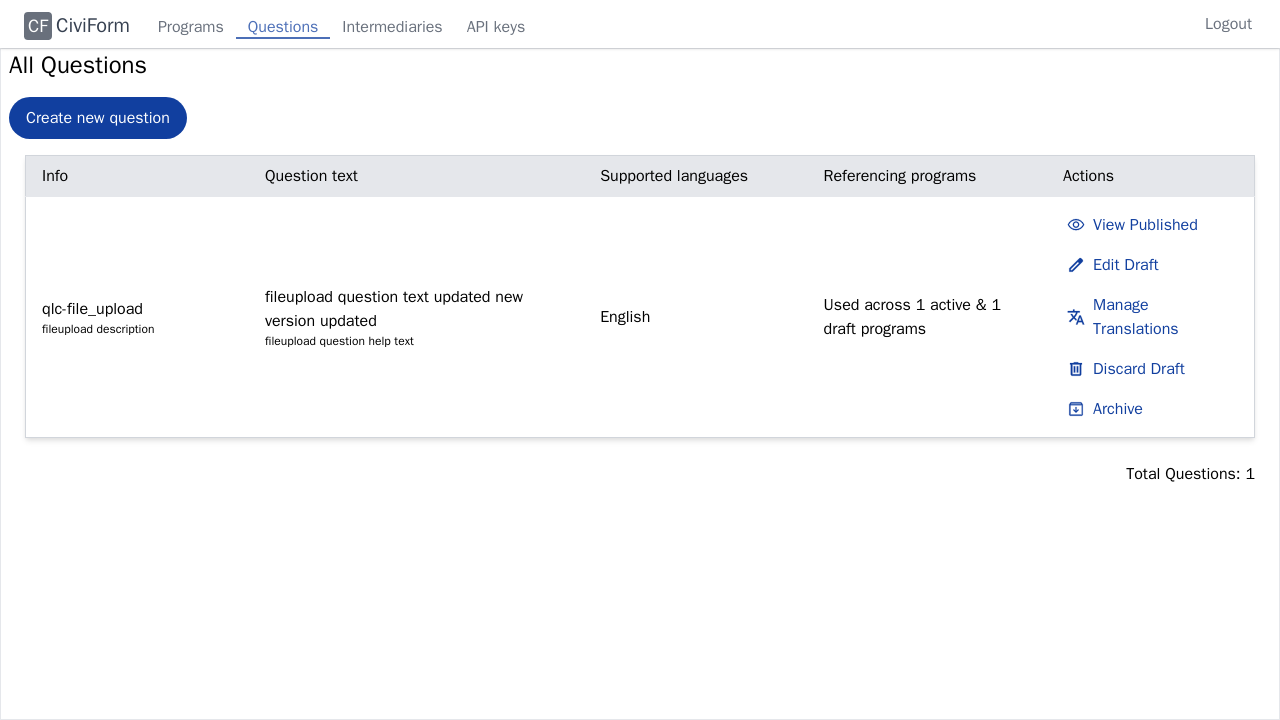 CF CiviForm Programs Questions Intermediaries API keys Logout
All Questions
Create new question
Info Question text Supported languages Referencing programs Actions
qlc-file_upload
fileupload description
fileupload question text updated new
version updated
fileupload question help text
English
Used across 1 active & 1
draft programs
View Published
Edit Draft
Manage
Translations
Discard Draft
Archive
Total Questions: 1